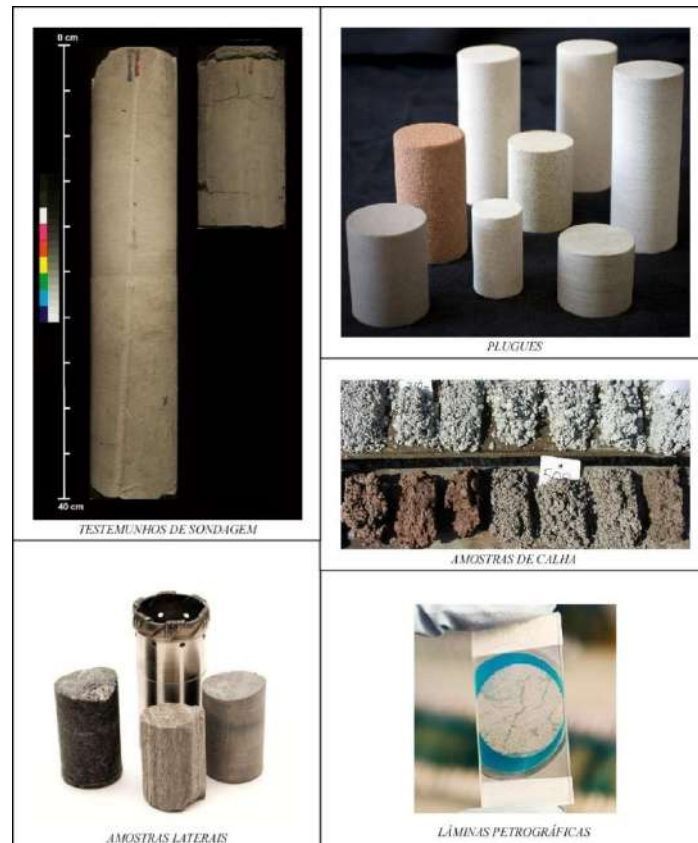 0 cm
40 cm
TESTEMUNHOS DE SONDAGEM
PLUGUES
AMOSTRAS DE CALHA
AMOSTRAS LATERAIS
LÂMINAS PETROGRÁFICAS